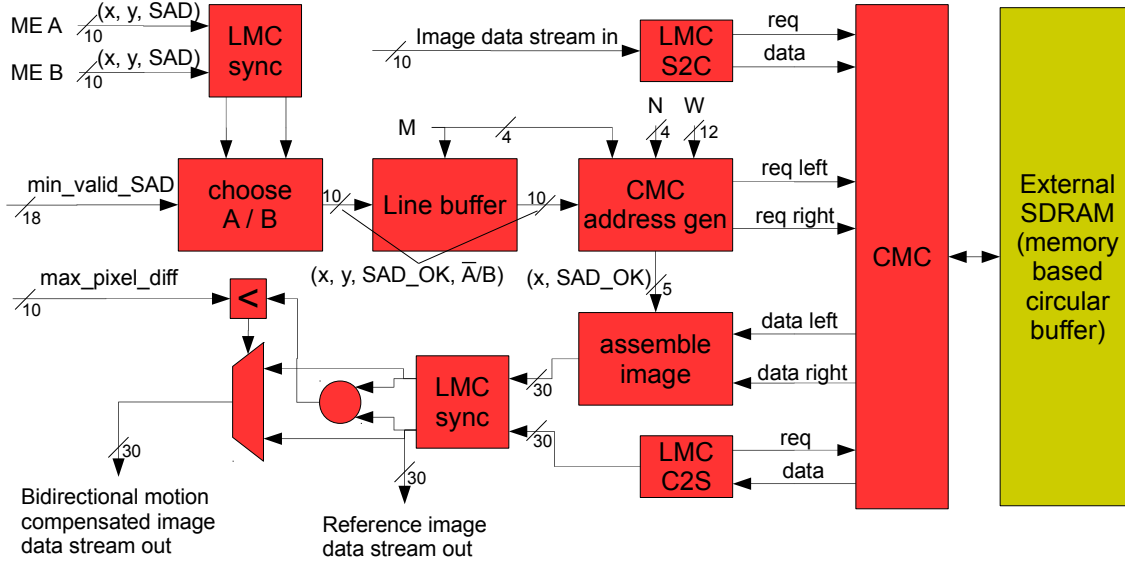 ME A
(x, y, SAD)
10
ME B
(x, y, SAD)
10
LMC
sync
Image data stream in
10
LMC
S2C
req
data
M
4
N
4
W
12
min_valid_SAD
18
choose
A / B
10
Line buffer
10
CMC
address gen
req left
req right
CMC
External
SDRAM
(memory
based
circular
buffer)
(x, y, SAD_OK, A̅/B)
(x, SAD_OK)
5
max_pixel_diff
10
<
assemble
image
data left
data right
30
LMC
sync
30
LMC
C2S
req
data
30
Bidirectional motion
compensated image
data stream out
30
Reference image
data stream out